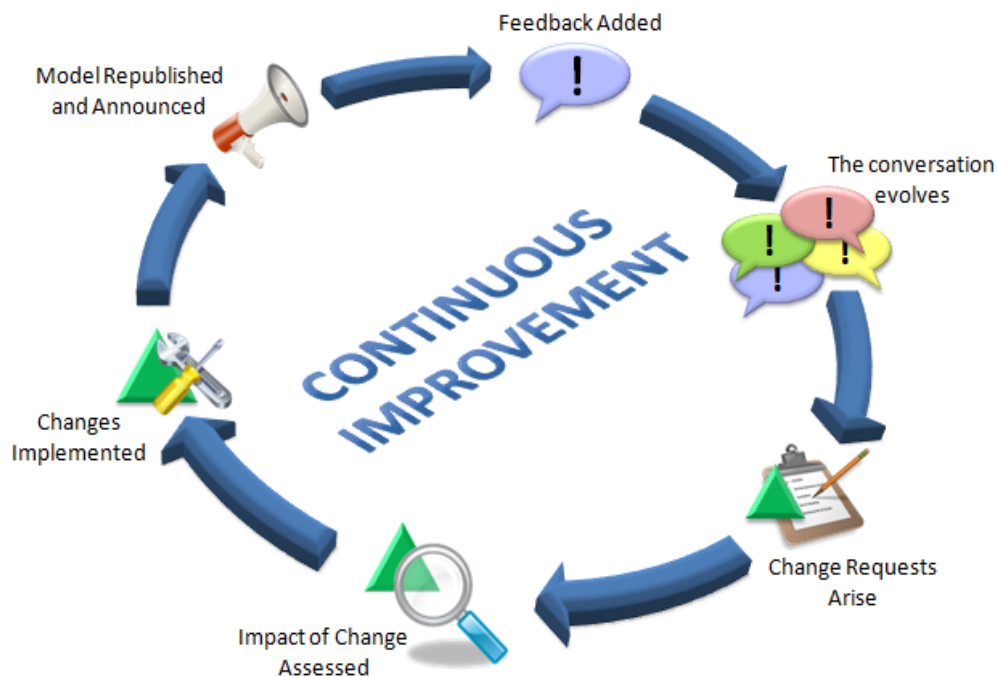 Feedback Added
!
The conversation
evolves
!
!
!
!
Change Requests
Arise
Impact of Change
Assessed
Changes
Implemented
Model Republished
and Announced
CONTINUOUS
IMPROVEMENT